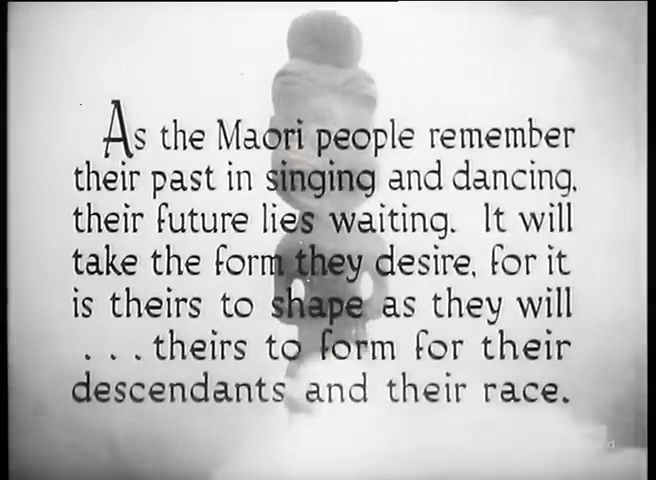 As the Maori people remember
their past in singing and dancing,
their future lies waiting. It will
take the form they desire, for it
is theirs to shape as they will
...theirs to form for their
descendants and their race.